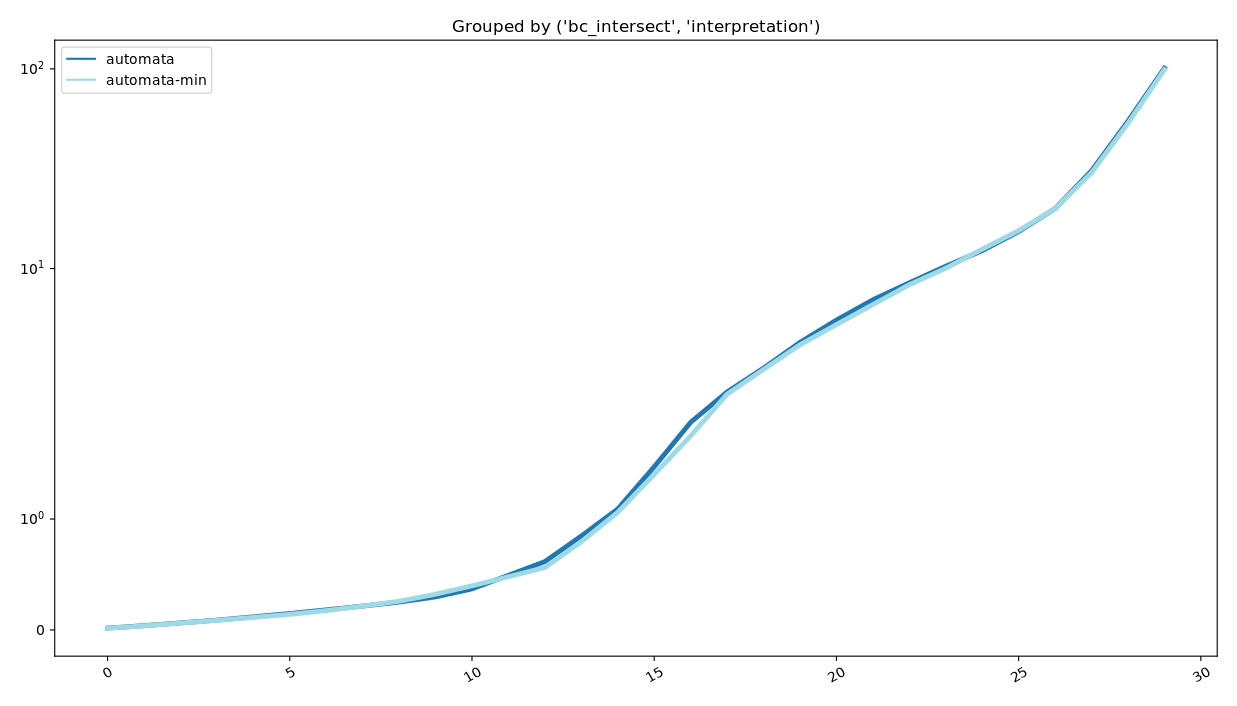 Grouped by ('bc_intersect', 'interpretation')
automata
automata-min
10²
10¹
10⁰
0
0 5 10 15 20 25 30